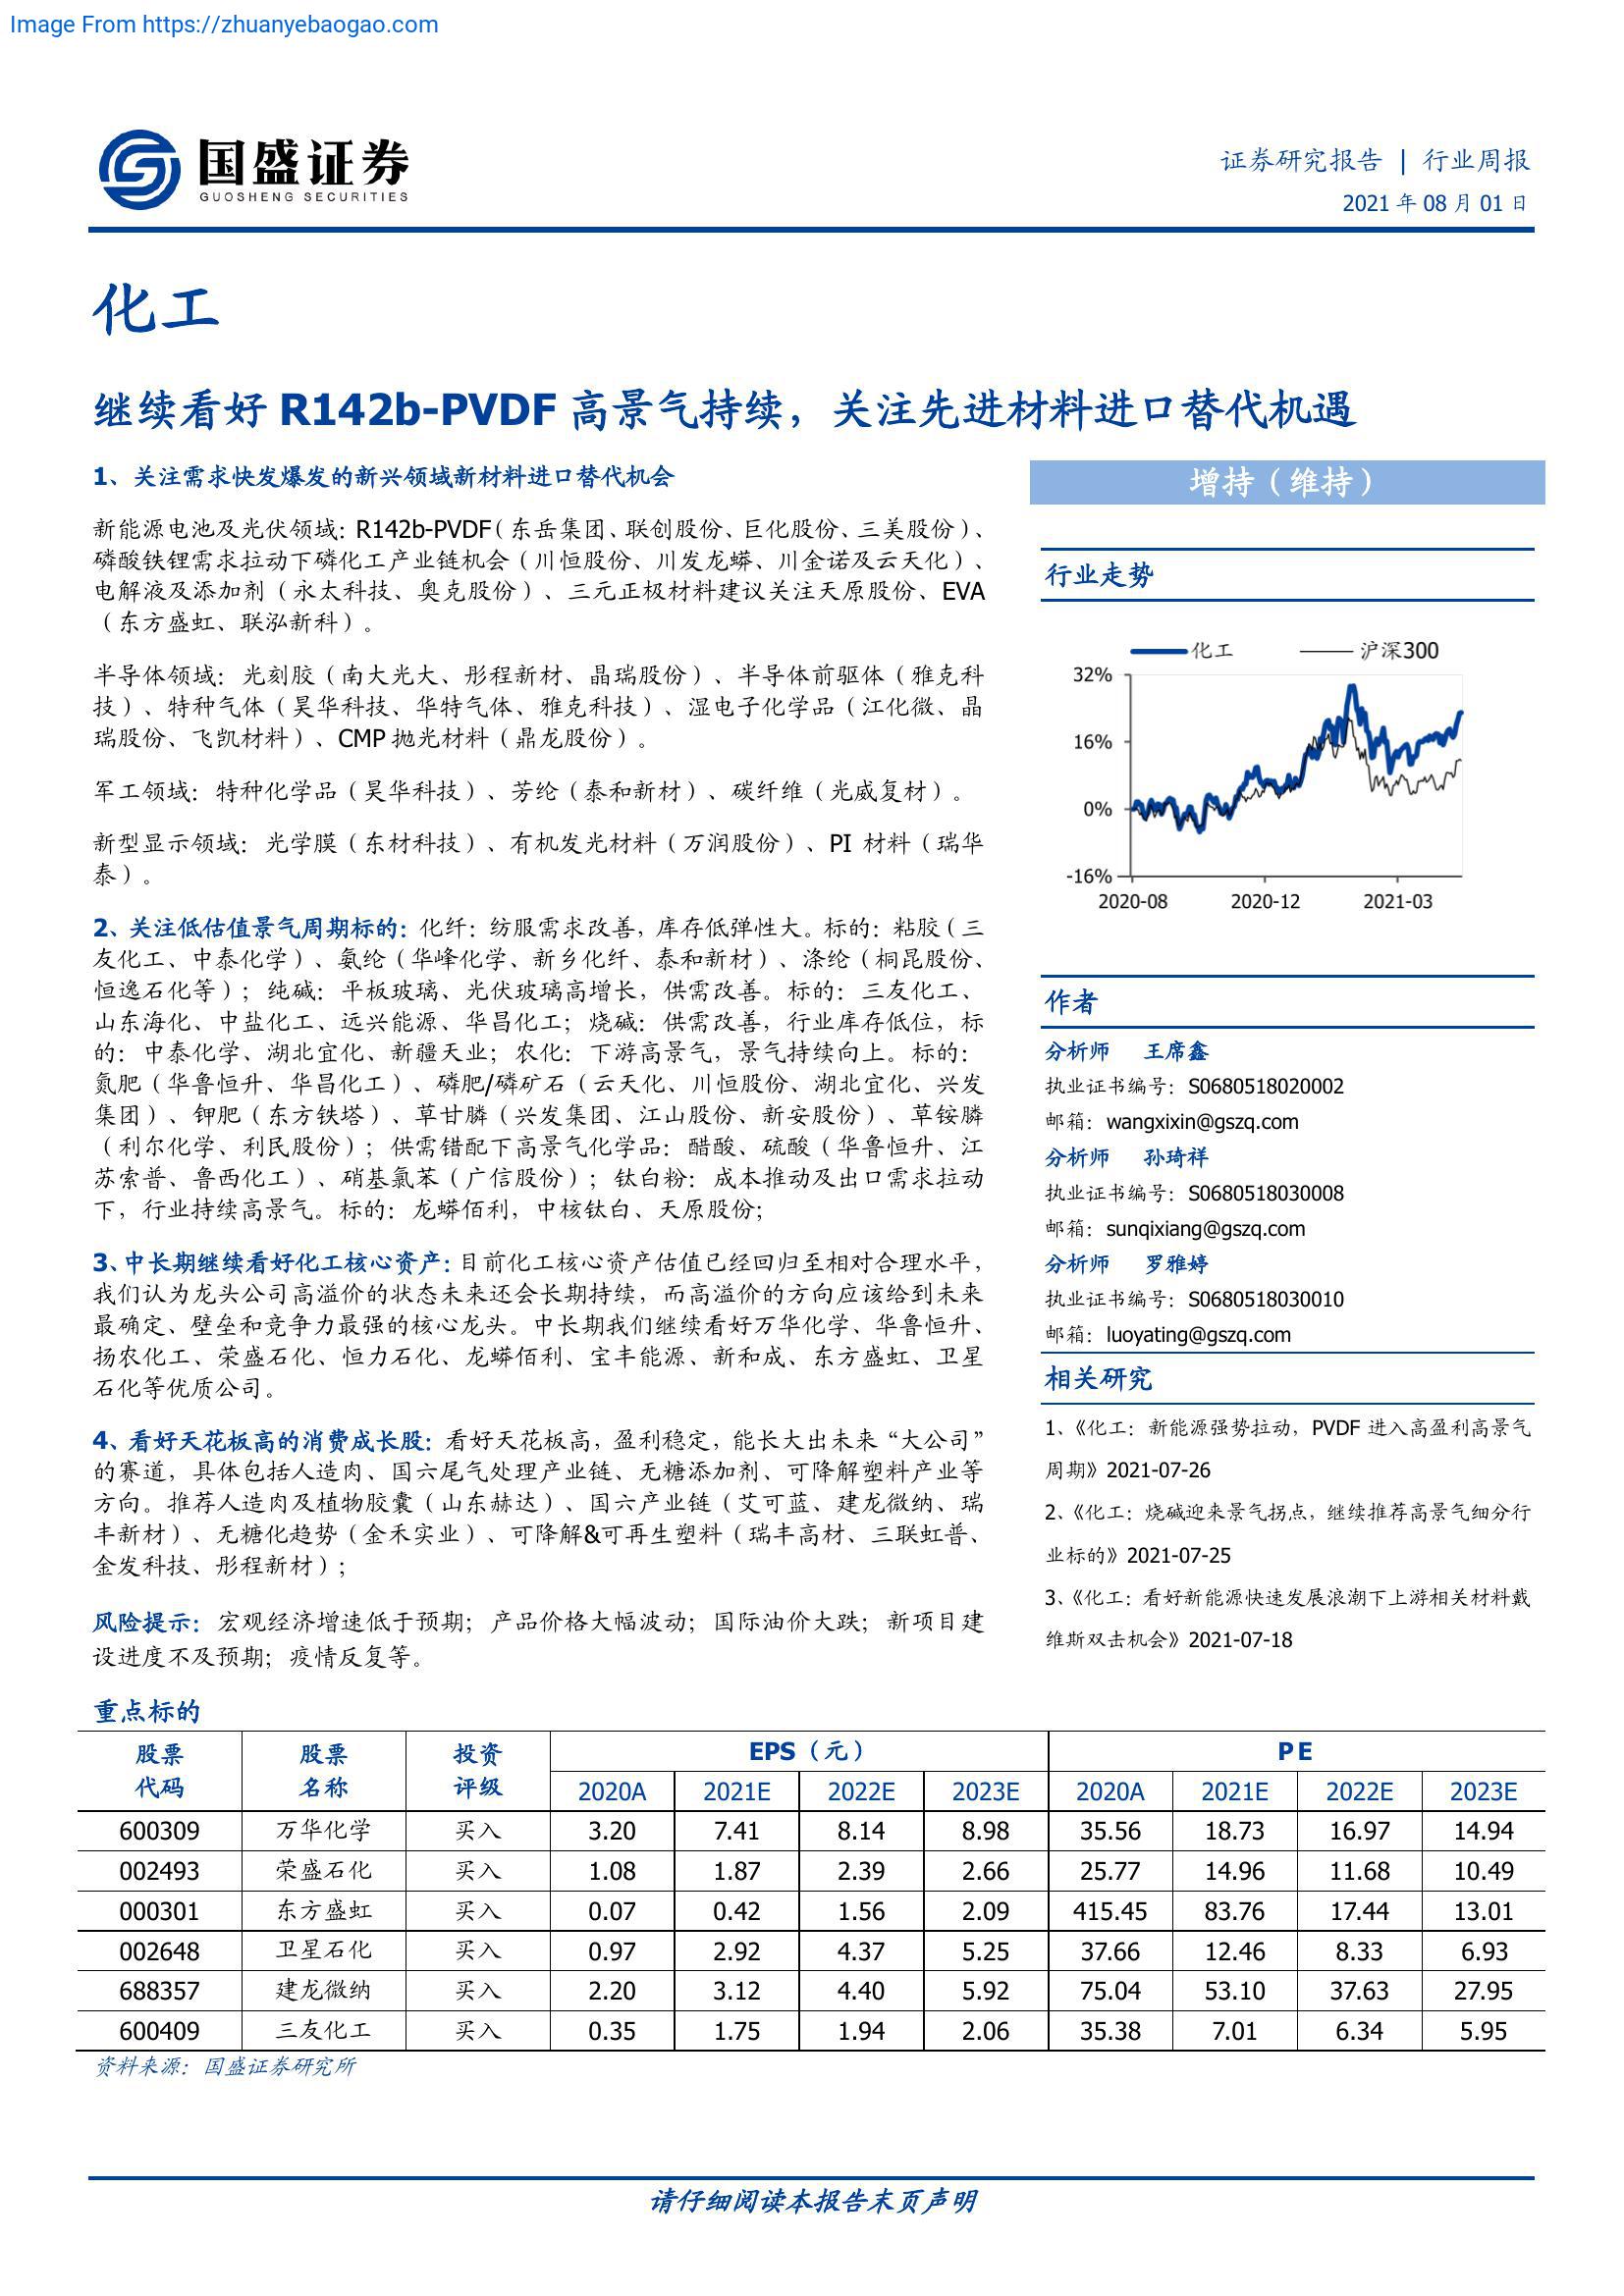 Image From https://zhuanyebaogao.com
国盛证券
GUOSHENG SECURITIES
证券研究报告 | 行业周报
2021 年 08 月 01 日
化工
继续看好 R142b-PVDF 高景气持续，关注先进材料进口替代机遇
1、关注需求快发爆发的新兴领域新材料进口替代机会
新能源电池及光伏领域：R142b-PVDF（东岳集团、联创股份、巨化股份、三美股份）、
磷酸铁锂需求拉动下磷化工产业链机会（川恒股份、川发龙蟒、川金诺及云天化）、
电解液及添加剂（永太科技、奥克股份）、三元正极材料建议关注天原股份、EVA
（东方盛虹、联泓新科）。
半导体领域：光刻胶（南大光大、彤程新材、晶瑞股份）、半导体前驱体（雅克科
技）、特种气体（昊华科技、华特气体、雅克科技）、湿电子化学品（江化微、晶
瑞股份、飞凯材料）、CMP 抛光材料（鼎龙股份）。
军工领域：特种化学品（昊华科技）、芳纶（泰和新材）、碳纤维（光威复材）。
新型显示领域：光学膜（东材科技）、有机发光材料（万润股份）、PI 材料（瑞华
泰）。
2、关注低估值景气周期标的：化纤：纺服需求改善，库存低弹性大。标的：粘胶（三
友化工、中泰化学）、氨纶（华峰化学、新乡化纤、泰和新材）、涤纶（桐昆股份、
恒逸石化等）；纯碱：平板玻璃、光伏玻璃高增长，供需改善。标的：三友化工、
山东海化、中盐化工、远兴能源、华昌化工；烧碱：供需改善，行业库存低位，标
的：中泰化学、湖北宜化、新疆天业；农化：下游高景气，景气持续向上。标的：
氮肥（华鲁恒升、华昌化工）、磷肥/磷矿石（云天化、川恒股份、湖北宜化、兴发
集团）、钾肥（东方铁塔）、草甘膦（兴发集团、江山股份、新安股份）、草铵膦
（利尔化学、利民股份）；供需错配下高景气化学品：醋酸、硫酸（华鲁恒升、江
苏索普、鲁西化工）、硝基氯苯（广信股份）；钛白粉：成本推动及出口需求拉动
下，行业持续高景气。标的：龙蟒佰利，中核钛白、天原股份；
3、中长期继续看好化工核心资产：目前化工核心资产估值已经回归至相对合理水平，
我们认为龙头公司高溢价的状态未来还会长期持续，而高溢价的方向应该给到未来
最确定、壁垒和竞争力最强的核心龙头。中长期我们继续看好万华化学、华鲁恒升、
扬农化工、荣盛石化、恒力石化、龙蟒佰利、宝丰能源、新和成、东方盛虹、卫星
石化等优质公司。
4、看好天花板高的消费成长股：看好天花板高，盈利稳定，能长大出未来“大公司”
的赛道，具体包括人造肉、国六尾气处理产业链、无糖添加剂、可降解塑料产业等
方向。推荐人造肉及植物胶囊（山东赫达）、国六产业链（艾可蓝、建龙微纳、瑞
丰新材）、无糖化趋势（金禾实业）、可降解&可再生塑料（瑞丰高材、三联虹普、
金发科技、彤程新材）；
风险提示：宏观经济增速低于预期；产品价格大幅波动；国际油价大跌；新项目建
设进度不及预期；疫情反复等。
增持（维持）
行业走势
化工 沪深300
32%
16%
0%
-16%
2020-08 2020-12 2021-03
作者
分析师 王席鑫
执业证书编号：S0680518020002
邮箱：wangxixin@gszq.com
分析师 孙琦祥
执业证书编号：S0680518030008
邮箱：sunqixiang@gszq.com
分析师 罗雅婷
执业证书编号：S0680518030010
邮箱：luoyating@gszq.com
相关研究
1、《化工：新能源强势拉动，PVDF 进入高盈利高景气
周期》2021-07-26
2、《化工：烧碱迎来景气拐点，继续推荐高景气细分行
业标的》2021-07-25
3、《化工：看好新能源快速发展浪潮下上游相关材料戴
维斯双击机会》2021-07-18
重点标的
股票 股票 投资 EPS（元） PE
代码 名称 评级 2020A 2021E 2022E 2023E 2020A 2021E 2022E 2023E
600309 万华化学 买入 3.20 7.41 8.14 8.98 35.56 18.73 16.97 14.94
002493 荣盛石化 买入 1.08 1.87 2.39 2.66 25.77 14.96 11.68 10.49
000301 东方盛虹 买入 0.07 0.42 1.56 2.09 415.45 83.76 17.44 13.01
002648 卫星石化 买入 0.97 2.92 4.37 5.25 37.66 12.46 8.33 6.93
688357 建龙微纳 买入 2.20 3.12 4.40 5.92 75.04 53.10 37.63 27.95
600409 三友化工 买入 0.35 1.75 1.94 2.06 35.38 7.01 6.34 5.95
资料来源：国盛证券研究所
请仔细阅读本报告末页声明